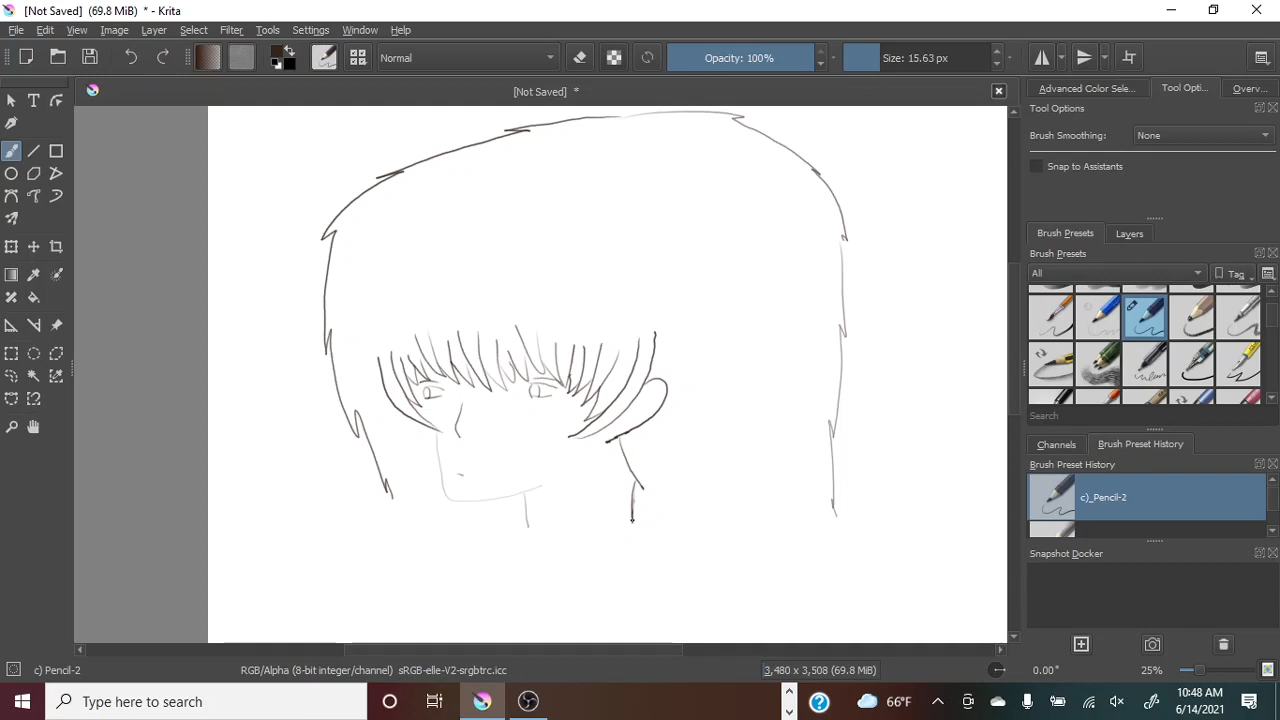 [Not Saved] (69.8 MiB) * - Krita
File Edit View Image Layer Select Filter Tools Settings Window Help
Normal Opacity: 100% Size: 15.63 px
[Not Saved] *
Advanced Color Sele... Tool Opti... Overv...
Tool Options
Brush Smoothing: None
Snap to Assistants
Brush Presets Layers
Brush Presets
All Tag
Search
Channels Brush Preset History
Brush Preset History
c)_Pencil-2
Snapshot Docker
c) Pencil-2 RGB/Alpha (8-bit integer/channel) sRGB-elle-V2-srgbtrc.icc 3,480 x 3,508 (69.8 MiB) 0.00° 25%
Type here to search 66°F 10:48 AM
6/14/2021